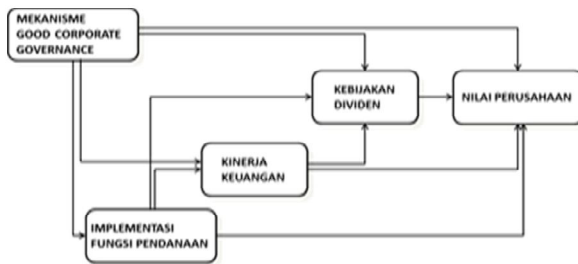 MEKANISME
GOOD CORPORATE
GOVERNANCE
KEBIJAKAN
DIVIDEN
NILAI PERUSAHAAN
KINERJA
KEUANGAN
IMPLEMENTASI
FUNGSI PENDANAAN